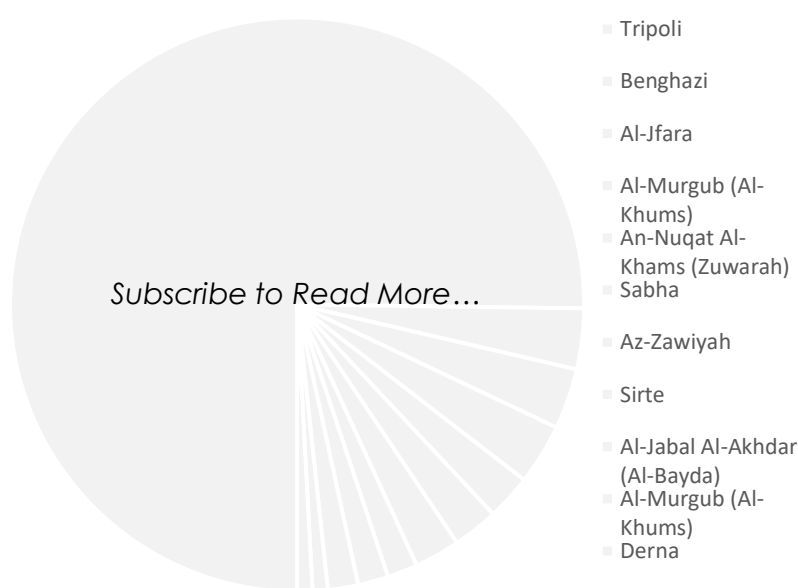 Subscribe to Read More…
Tripoli
Benghazi
Al-Jfara
Al-Murgub (Al-
Khums)
An-Nuqat Al-
Khams (Zuwarah)
Sabha
Az-Zawiyah
Sirte
Al-Jabal Al-Akhdar
(Al-Bayda)
Al-Murgub (Al-
Khums)
Derna